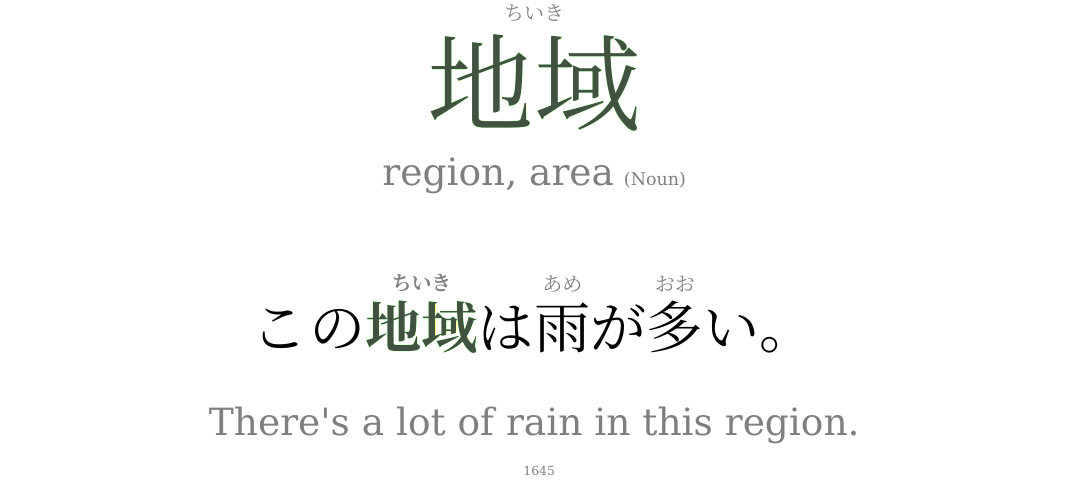 ちいき
地域
region, area (Noun)
ちいき あめ おお
この地域は雨が多い。
There's a lot of rain in this region.
1645